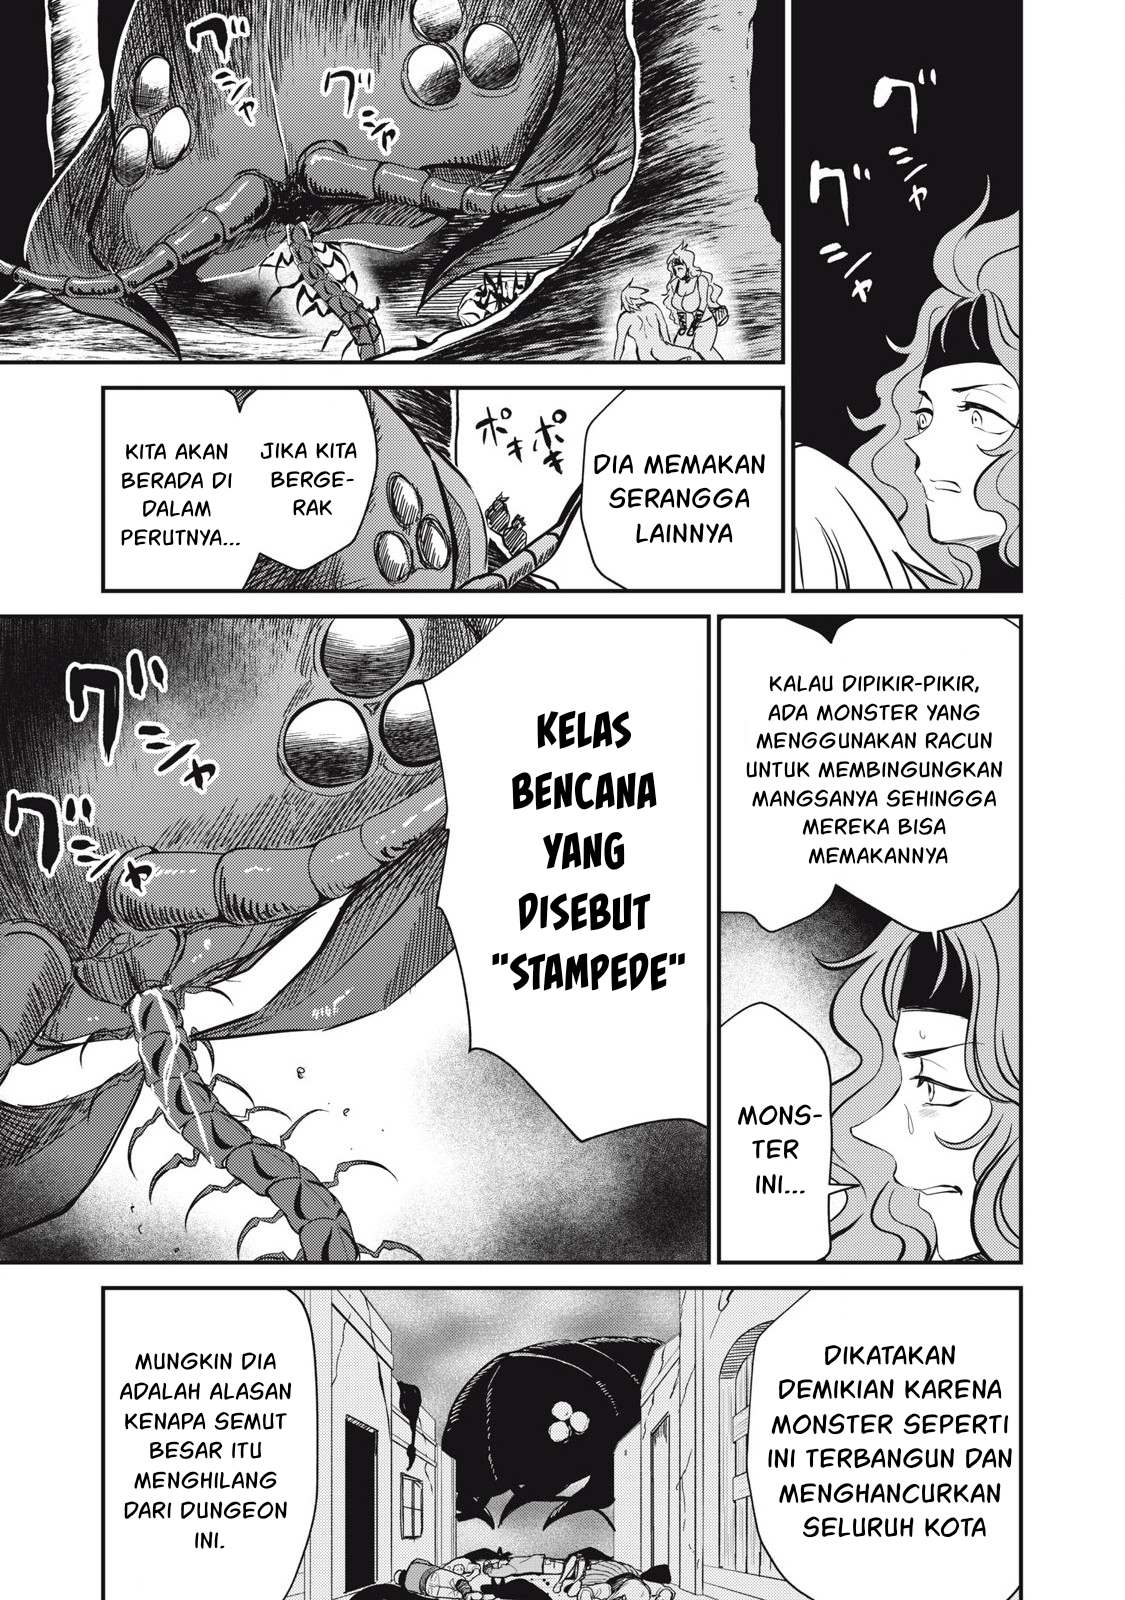 グシャ
グシャ
グシャ
グシャ
DIA MEMAKAN
SERANGGA
LAINNYA
ポキ
ポキ
JIKA KITA
BERGE-
RAK
KITA AKAN
BERADA DI
DALAM
PERUTNYA...
KALAU DIPIKIR-PIKIR,
ADA MONSTER YANG
MENGGUNAKAN RACUN
UNTUK MEMBINGUNGKAN
MANGSANYA SEHINGGA
MEREKA BISA
MEMAKANNYA
MONS-
TER
INI...
KELAS
BENCANA
YANG
DISEBUT
"STAMPEDE"
グシャ
グシャ
DIKATAKAN
DEMIKIAN KARENA
MONSTER SEPERTI
INI TERBANGUN DAN
MENGHANCURKAN
SELURUH KOTA
MUNGKIN DIA
ADALAH ALASAN
KENAPA SEMUT
BESAR ITU
MENGHILANG
DARI DUNGEON
INI.